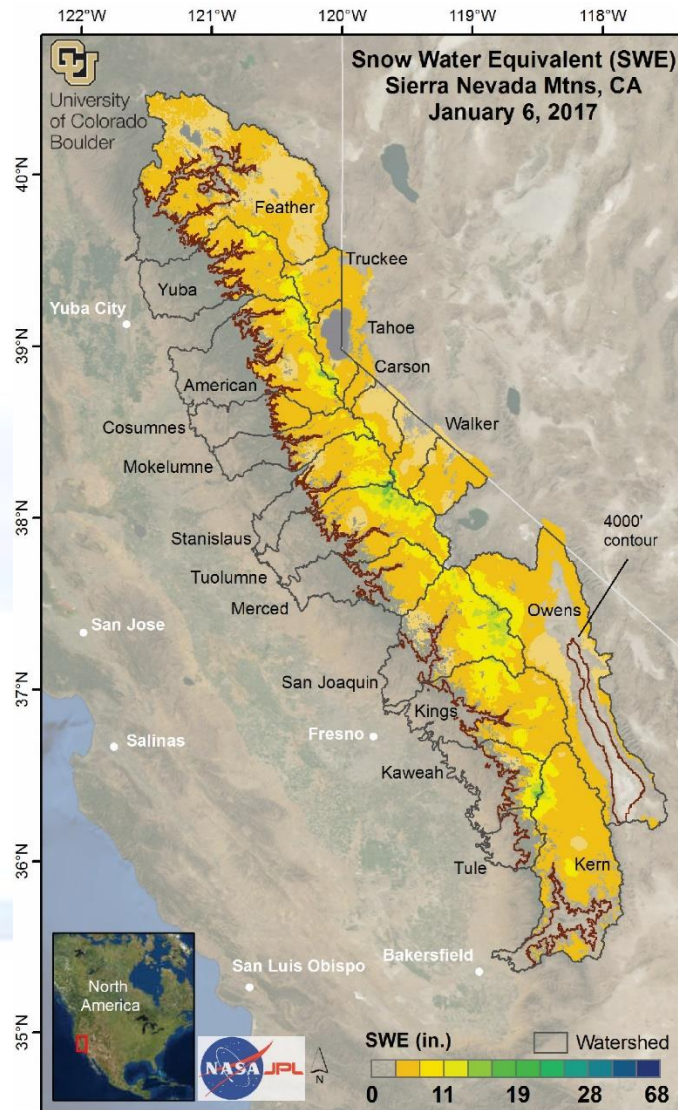 122°W 121°W 120°W 119°W 118°W
Snow Water Equivalent (SWE)
Sierra Nevada Mtns, CA
January 6, 2017
CU
University
of Colorado
Boulder
40°N
39°N
38°N
37°N
36°N
35°N
Feather
Truckee
Yuba
Yuba City
Tahoe
Carson
American
Walker
Cosumnes
Mokelumne
4000'
contour
Stanislaus
Tuolumne
Merced
Owens
San Jose
San Joaquin
Kings
Salinas
Fresno
Kaweah
Tule
Kern
Bakersfield
San Luis Obispo
North
America
NASA JPL
N
SWE (in.)
Watershed
0 11 19 28 68